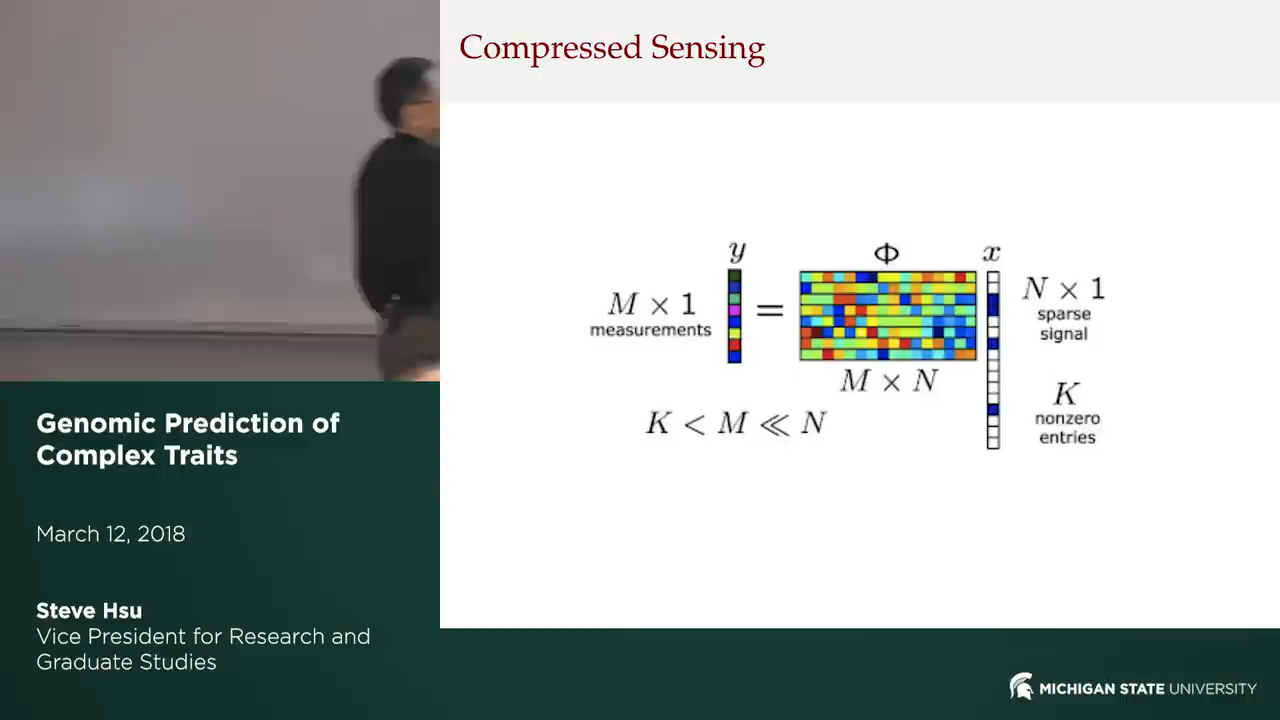 Compressed Sensing
y
Φ
x
M × 1
measurements
=
N × 1
sparse
signal
M × N
K < M ≪ N
K
nonzero
entries
Genomic Prediction of
Complex Traits
March 12, 2018
Steve Hsu
Vice President for Research and
Graduate Studies
MICHIGAN STATE UNIVERSITY